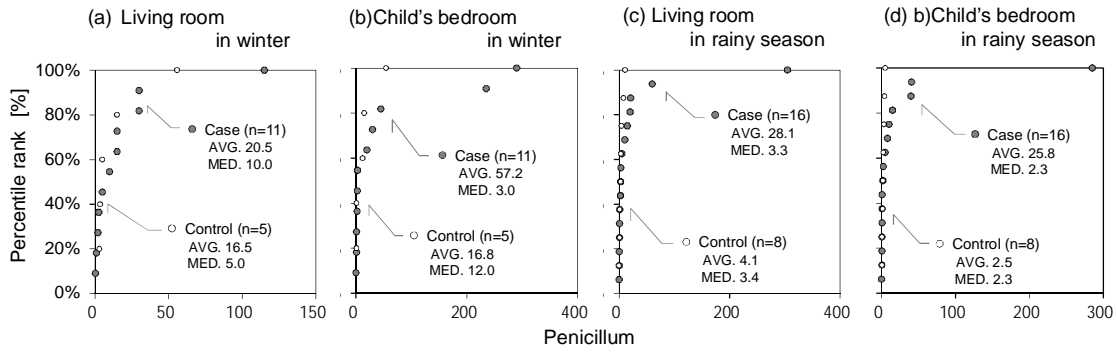 (a) Living room
in winter
(b)Child's bedroom
in winter
(c) Living room
in rainy season
(d) b)Child's bedroom
in rainy season
Percentile rank [%]
100%
80%
60%
40%
20%
0%
Case (n=11)
AVG. 20.5
MED. 10.0
Control (n=5)
AVG. 16.5
MED. 5.0
0 50 100 150
Case (n=11)
AVG. 57.2
MED. 3.0
Control (n=5)
AVG. 16.8
MED. 12.0
0 200 400
Case (n=16)
AVG. 28.1
MED. 3.3
Control (n=8)
AVG. 4.1
MED. 3.4
0 200 400
Case (n=16)
AVG. 25.8
MED. 2.3
Control (n=8)
AVG. 2.5
MED. 2.3
0 100 200 300
Penicillum